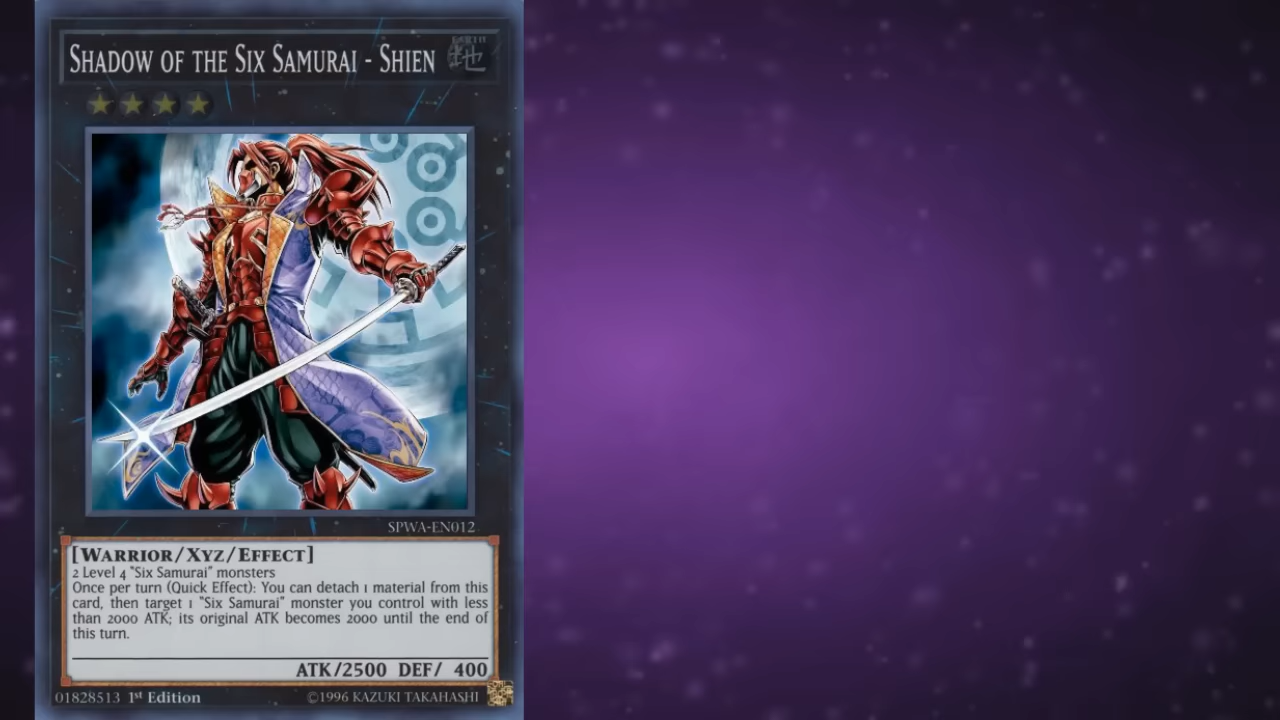 SHADOW OF THE SIX SAMURAI - SHIEN
EARTH
地
SPWA-EN012
[WARRIOR/XYZ/EFFECT]
2 Level 4 "Six Samurai" monsters
Once per turn (Quick Effect): You can detach 1 material from this
card, then target 1 "Six Samurai" monster you control with less
than 2000 ATK; its original ATK becomes 2000 until the end of
this turn.
ATK/2500 DEF/ 400
01828513 1st Edition
©1996 KAZUKI TAKAHASHI